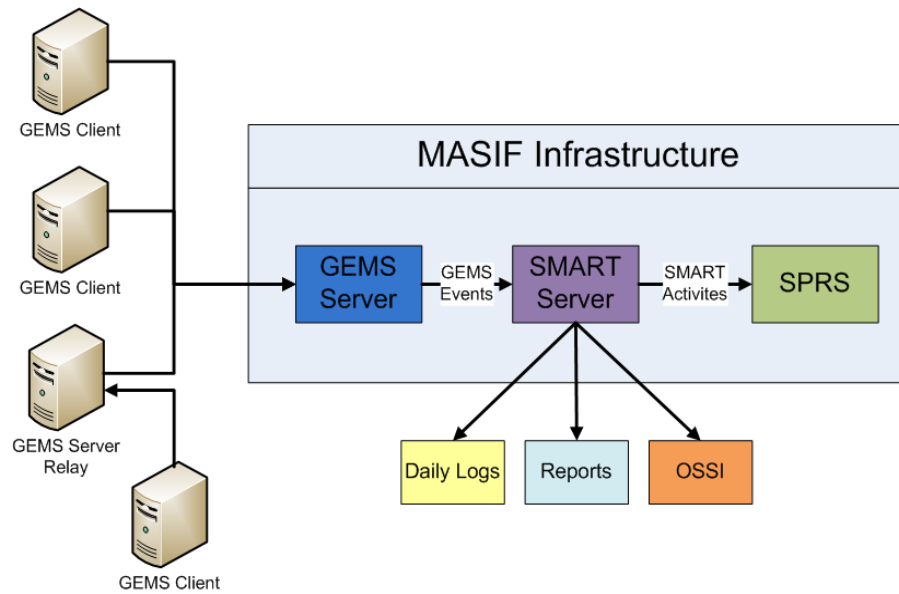 GEMS Client
GEMS Client
GEMS Server
Relay
GEMS Client
MASIF Infrastructure
GEMS
Server
GEMS
Events
SMART
Server
SMART
Activites
SPRS
Daily Logs
Reports
OSSI